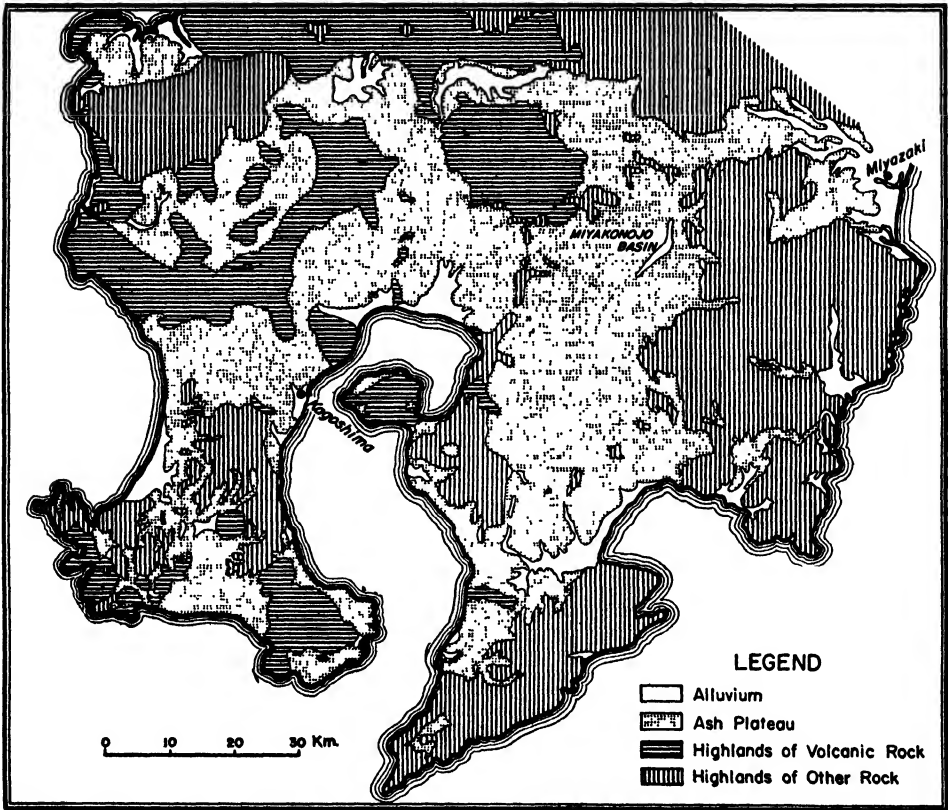 Miyazaki
MIYAKONOJO
BASIN
Kagoshima
LEGEND
Alluvium
Ash Plateau
Highlands of Volcanic Rock
Highlands of Other Rock
0 10 20 30 Km.